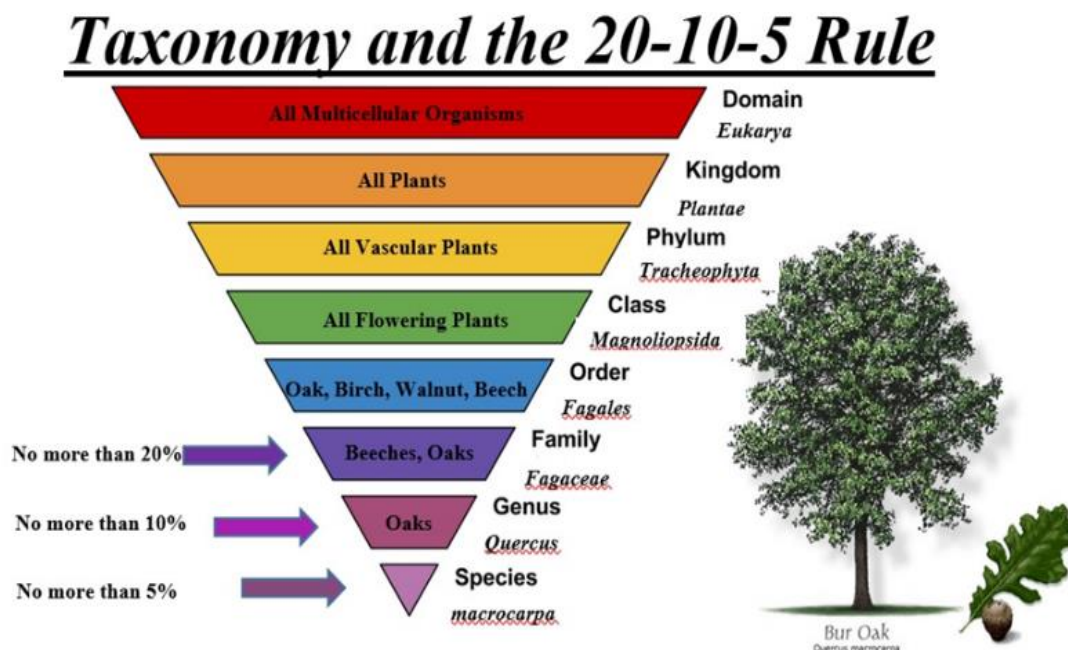 Taxonomy and the 20-10-5 Rule
All Multicellular Organisms
Domain
Eukarya
All Plants
Kingdom
Plantae
All Vascular Plants
Phylum
Tracheophyta
All Flowering Plants
Class
Magnoliopsida
Oak, Birch, Walnut, Beech
Order
Fagales
No more than 20%
Beeches, Oaks
Family
Fagaceae
No more than 10%
Oaks
Genus
Quercus
No more than 5%
Species
macrocarpa
Bur Oak
Quercus macrocarpa